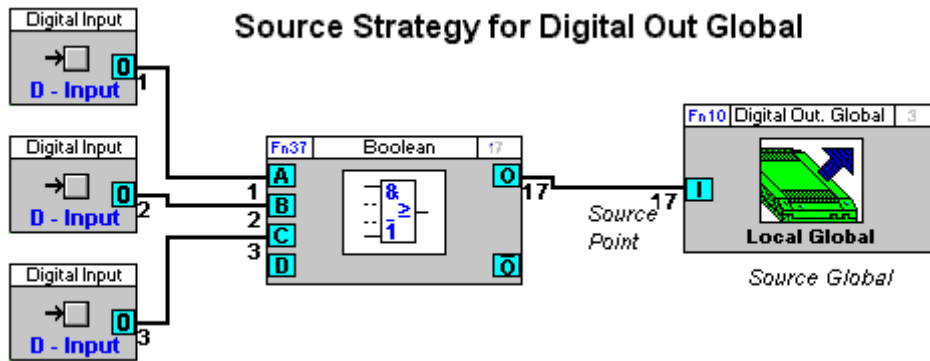 Source Strategy for Digital Out Global
Digital Input
0
1
D - Input
Digital Input
0
2
D - Input
Digital Input
0
3
D - Input
Fn37 Boolean 17
1 A
2 B
3 C
D
&
≥
1
O
17
O
Source
Point
Fn10 Digital Out. Global 3
17 I
Local Global
Source Global